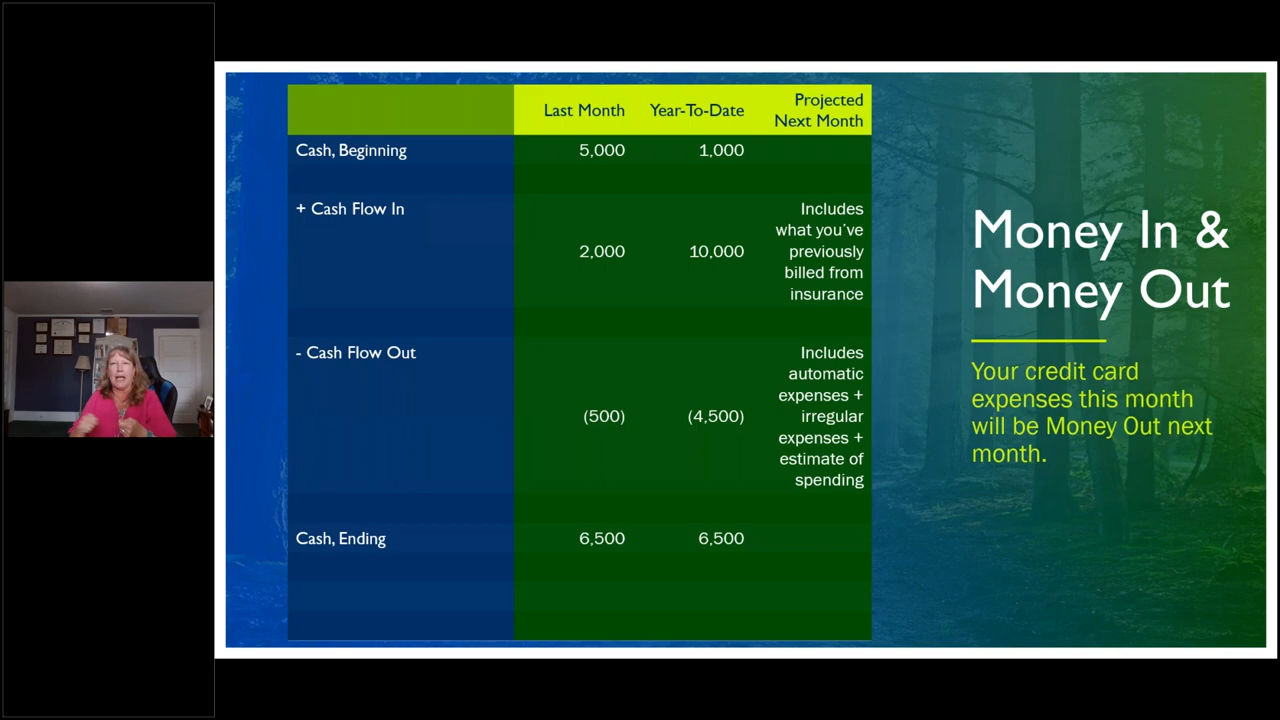 Last Month Year-To-Date Projected Next Month
Cash, Beginning 5,000 1,000
+ Cash Flow In 2,000 10,000 Includes
what you've
previously
billed from
insurance
- Cash Flow Out (500) (4,500) Includes
automatic
expenses +
irregular
expenses +
estimate of
spending
Cash, Ending 6,500 6,500
Money In &
Money Out
Your credit card
expenses this month
will be Money Out next
month.